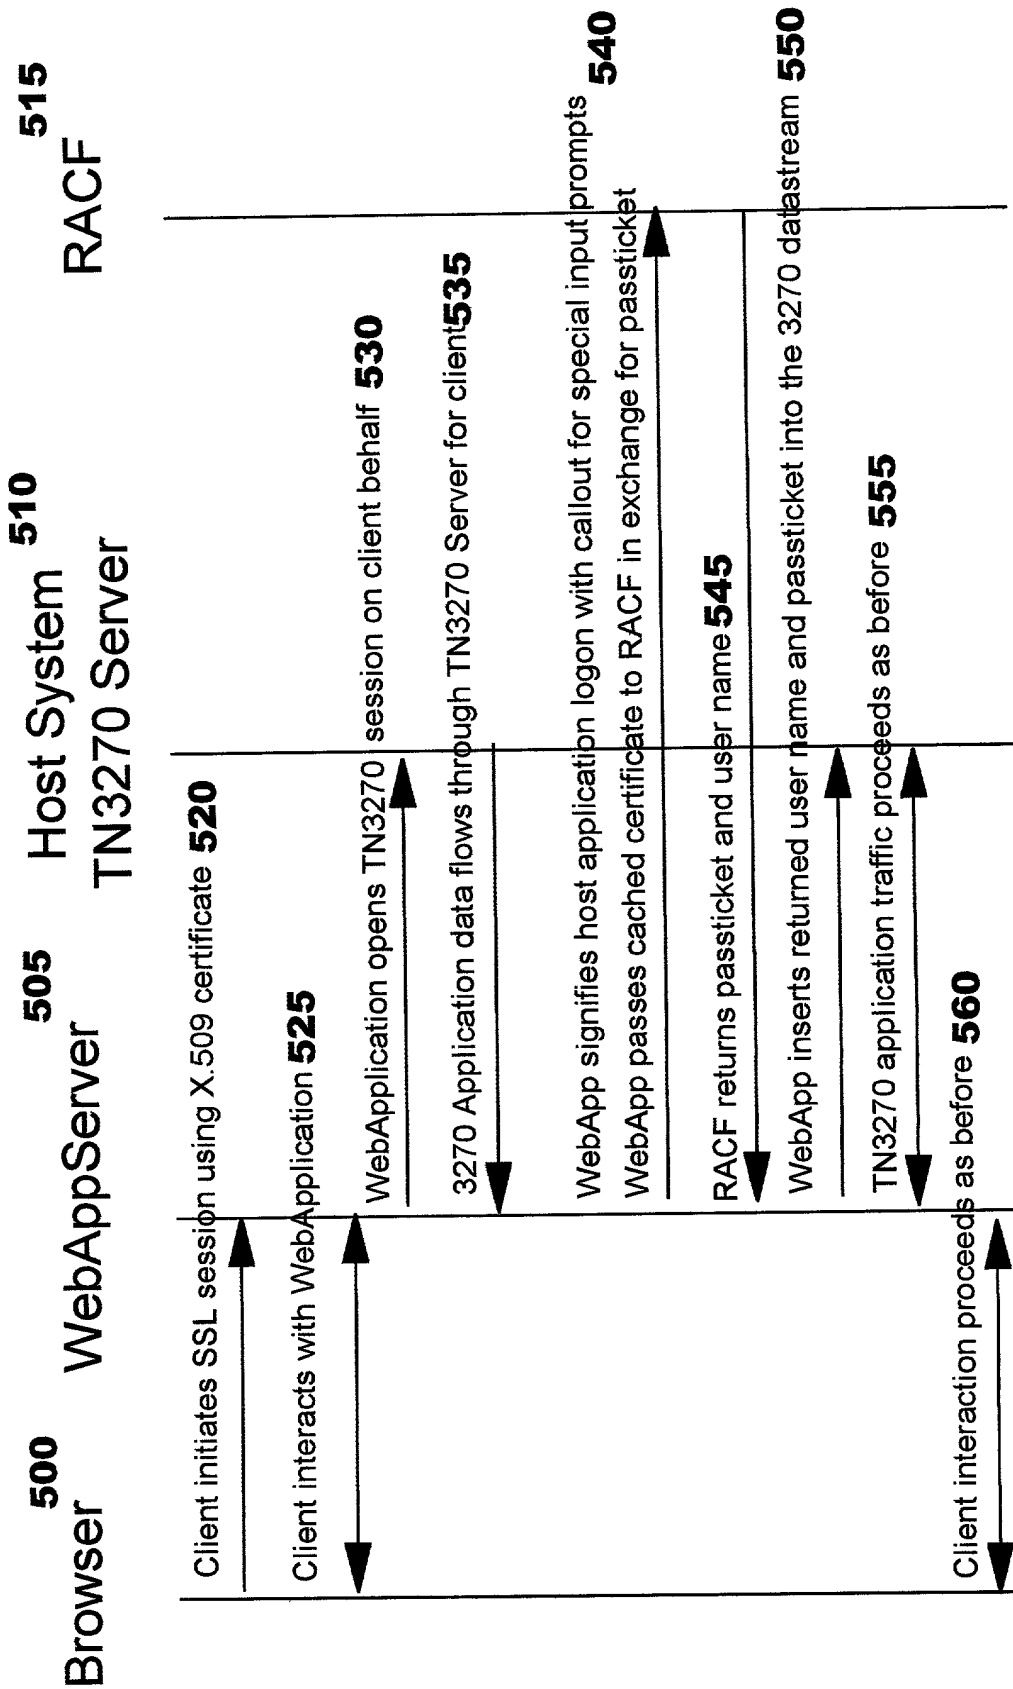 Browser 500
WebAppServer 505
Host System 510
TN3270 Server
RACF 515
Client initiates SSL session using X.509 certificate 520
Client interacts with WebApplication 525
WebApplication opens TN3270 session on client behalf 530
3270 Application data flows through TN3270 Server for client 535
WebApp signifies host application logon with callout for special input prompts
WebApp passes cached certificate to RACF in exchange for passticket
540
RACF returns passticket and user name 545
WebApp inserts returned user name and passticket into the 3270 datastream 550
TN3270 application traffic proceeds as before 555
Client interaction proceeds as before 560